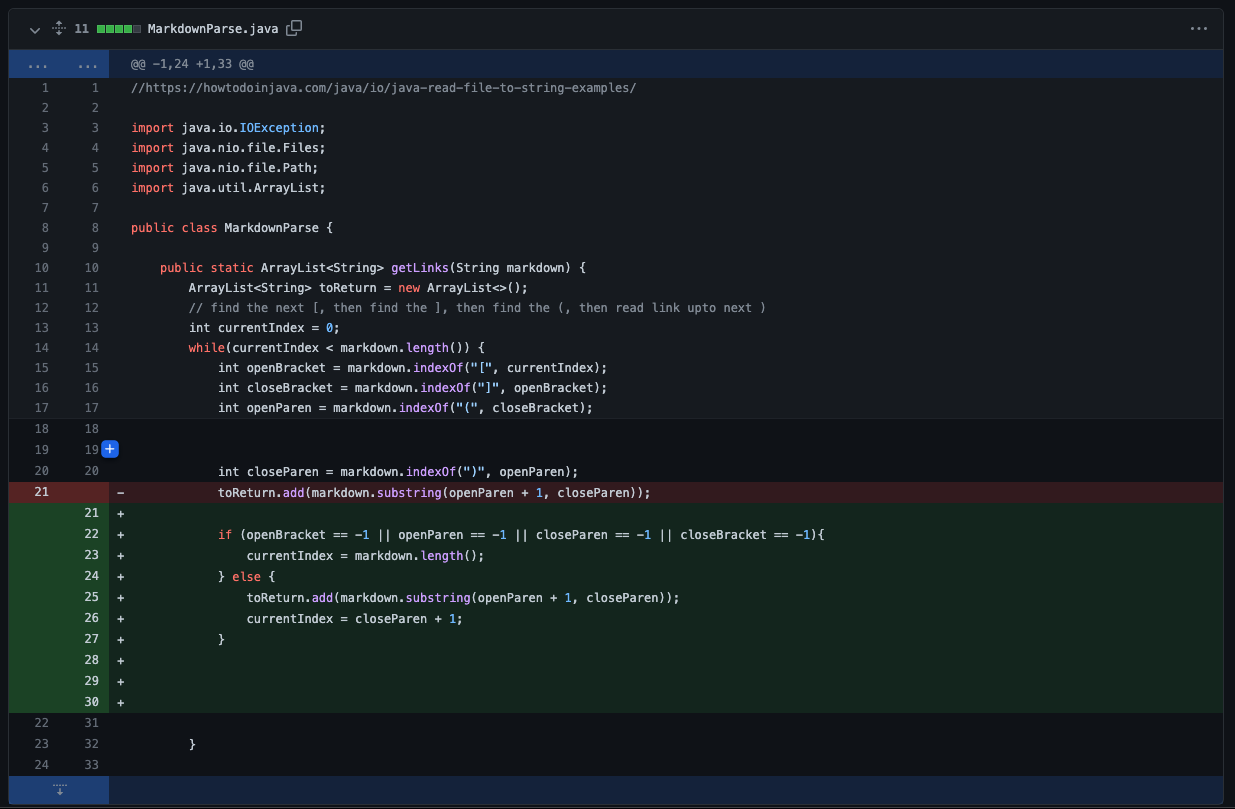 11 MarkdownParse.java
... ... @@ -1,24 +1,33 @@
1 1 //https://howtodoinjava.com/java/io/java-read-file-to-string-examples/
2 2
3 3 import java.io.IOException;
4 4 import java.nio.file.Files;
5 5 import java.nio.file.Path;
6 6 import java.util.ArrayList;
7 7
8 8 public class MarkdownParse {
9 9
10 10     public static ArrayList<String> getLinks(String markdown) {
11 11         ArrayList<String> toReturn = new ArrayList<>();
12 12         // find the next [, then find the ], then find the (, then read link upto next )
13 13         int currentIndex = 0;
14 14         while(currentIndex < markdown.length()) {
15 15             int openBracket = markdown.indexOf("[", currentIndex);
16 16             int closeBracket = markdown.indexOf("]", openBracket);
17 17             int openParen = markdown.indexOf("(", closeBracket);
18 18
19 19 +
20 20             int closeParen = markdown.indexOf(")", openParen);
21 -             toReturn.add(markdown.substring(openParen + 1, closeParen));
21 +
22 +             if (openBracket == -1 || openParen == -1 || closeParen == -1 || closeBracket == -1){
23 +                 currentIndex = markdown.length();
24 +             } else {
25 +                 toReturn.add(markdown.substring(openParen + 1, closeParen));
26 +                 currentIndex = closeParen + 1;
27 +             }
28 +
29 +
30 +
22 31
23 32         }
24 33